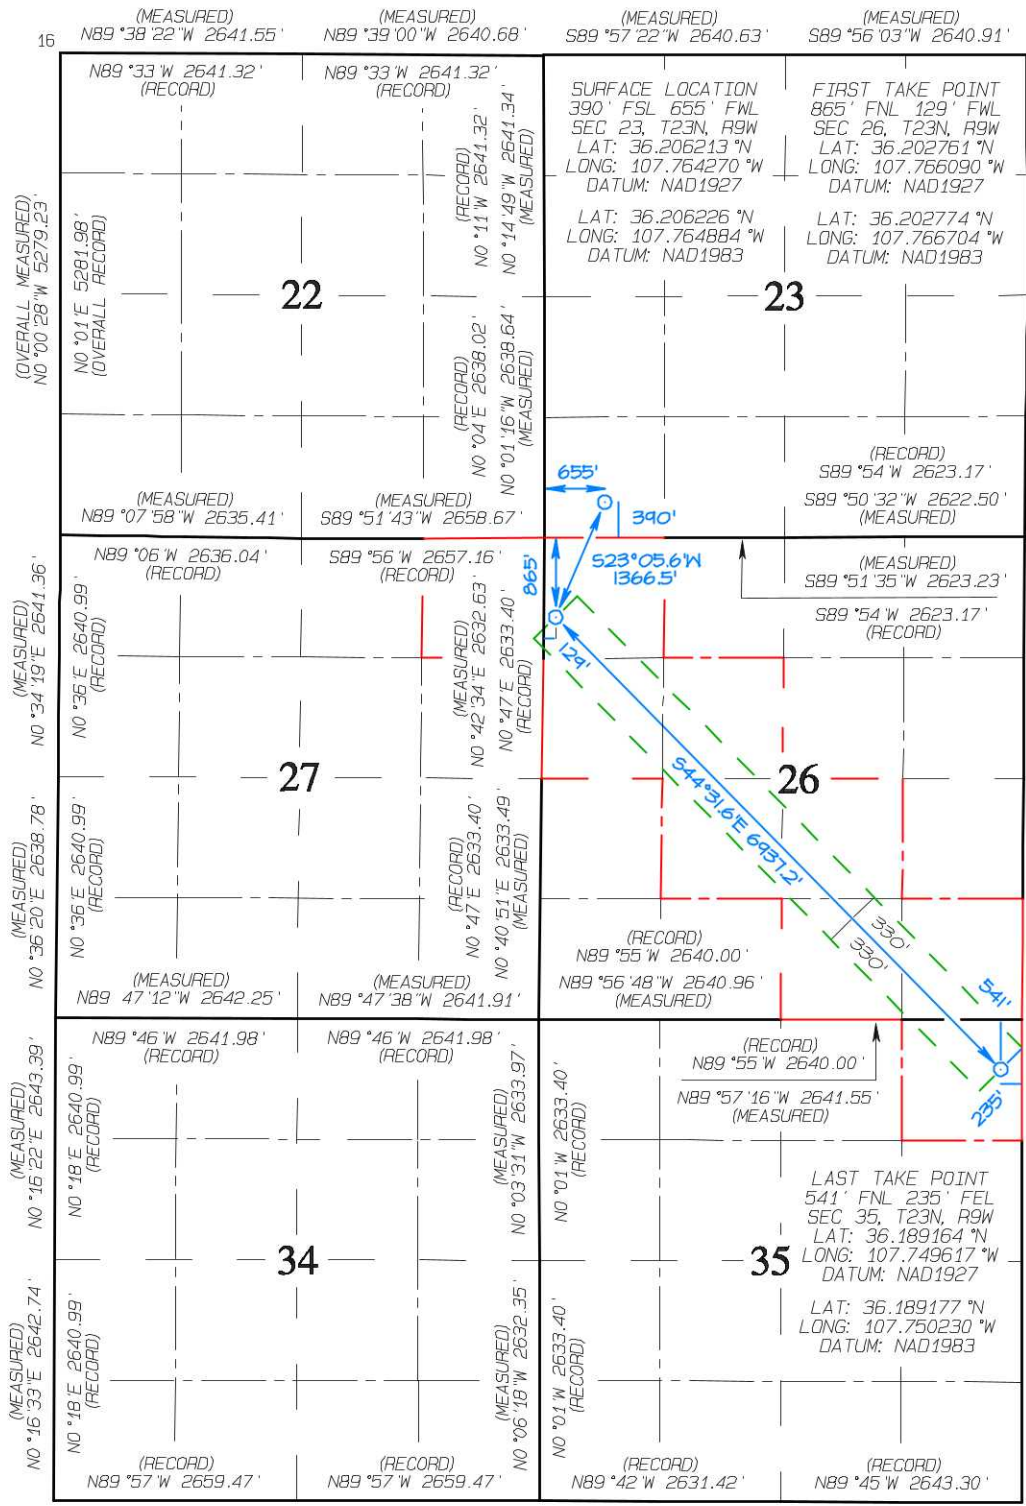 16
(MEASURED)
N89°38'22"W 2641.55'
(MEASURED)
N89°39'00"W 2640.68'
(MEASURED)
S89°57'22"W 2640.63'
(MEASURED)
S89°56'03"W 2640.91'
N89°33'W 2641.32'
(RECORD)
N89°33'W 2641.32'
(RECORD)
SURFACE LOCATION
390' FSL 655' FWL
SEC 23, T23N, R9W
LAT: 36.206213°N
LONG: 107.764270°W
DATUM: NAD1927
LAT: 36.206226°N
LONG: 107.764884°W
DATUM: NAD1983
FIRST TAKE POINT
865' FNL 129' FWL
SEC 26, T23N, R9W
LAT: 36.202761°N
LONG: 107.766090°W
DATUM: NAD1927
LAT: 36.202774°N
LONG: 107.766704°W
DATUM: NAD1983
(OVERALL MEASURED)
N0°00'28"W 5279.23'
N0°01'E 5281.98'
(OVERALL RECORD)
(RECORD)
N0°11'W 2641.32'
N0°14'49"W 2641.34'
(MEASURED)
22
23
(RECORD)
N0°04'E 2638.02'
N0°01'16"W 2638.64'
(MEASURED)
(RECORD)
S89°54'W 2623.17'
S89°50'32"W 2622.50'
(MEASURED)
655'
390'
(MEASURED)
N89°07'58"W 2635.41'
(MEASURED)
S89°51'43"W 2658.67'
N89°06'W 2636.04'
(RECORD)
S89°56'W 2657.16'
(RECORD)
865'
S23°05.6'W
1366.5'
(MEASURED)
S89°51'35"W 2623.23'
S89°54'W 2623.17'
(RECORD)
(MEASURED)
N0°34'19"E 2641.36'
N0°36'E 2640.99'
(RECORD)
(MEASURED)
N0°42'34"E 2632.63'
N0°47'E 2633.40'
(RECORD)
129'
27
26
S44°31.6'E 6937.2'
(MEASURED)
N0°36'20"E 2638.78'
N0°36'E 2640.99'
(RECORD)
(RECORD)
N0°47'E 2633.40'
N0°40'51"E 2633.49'
(MEASURED)
330'
330'
(RECORD)
N89°55'W 2640.00'
N89°56'48"W 2640.96'
(MEASURED)
541'
(MEASURED)
N89 47'12"W 2642.25'
(MEASURED)
N89°47'38"W 2641.91'
N89°46'W 2641.98'
(RECORD)
N89°46'W 2641.98'
(RECORD)
(RECORD)
N89°55'W 2640.00'
N89°57'16"W 2641.55'
(MEASURED)
235'
(MEASURED)
N0°16'22"E 2643.39'
N0°18'E 2640.99'
(RECORD)
(MEASURED)
N0°03'31"W 2633.97'
N0°01'W 2633.40'
(RECORD)
LAST TAKE POINT
541' FNL 235' FEL
SEC 35, T23N, R9W
LAT: 36.189164°N
LONG: 107.749617°W
DATUM: NAD1927
LAT: 36.189177°N
LONG: 107.750230°W
DATUM: NAD1983
34
35
(MEASURED)
N0°16'33"E 2642.74'
N0°18'E 2640.99'
(RECORD)
(MEASURED)
N0°06'18"W 2632.35'
N0°01'W 2633.40'
(RECORD)
(RECORD)
N89°57'W 2659.47'
(RECORD)
N89°57'W 2659.47'
(RECORD)
N89°42'W 2631.42'
(RECORD)
N89°45'W 2643.30'